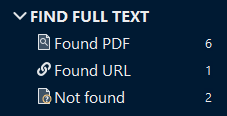 FIND FULL TEXT
Found PDF 6
Found URL 1
Not found 2